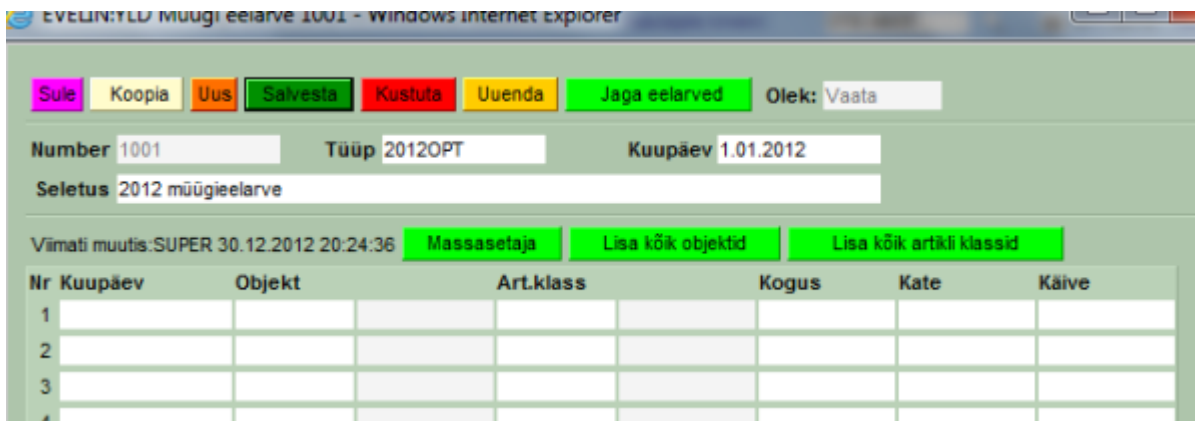 EVELIN:YLD Müügi eelarve 1001 - Windows Internet Explorer
Sule Koopia Uus Salvesta Kustuta Uuenda Jaga eelarved Olek: Vaata
Number 1001 Tüüp 2012OPT Kuupäev 1.01.2012
Seletus 2012 müügieelarve
Viimati muutis:SUPER 30.12.2012 20:24:36 Massasetaja Lisa kõik objektid Lisa kõik artikli klassid
Nr Kuupäev Objekt Art.klass Kogus Kate Käive
1
2
3
4